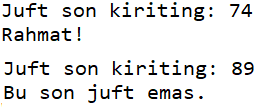 Juft son kiriting: 74
Rahmat!
Juft son kiriting: 89
Bu son juft emas.